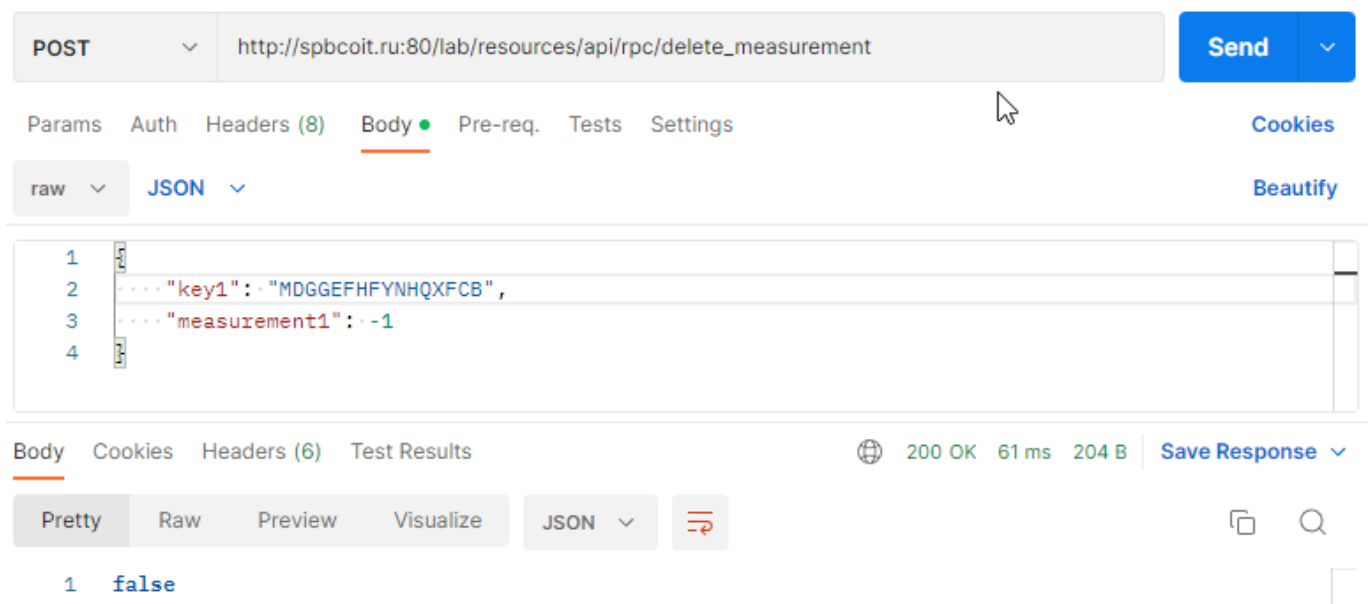 POST http://spbcoit.ru:80/lab/resources/api/rpc/delete_measurement Send
Params Auth Headers (8) Body Pre-req. Tests Settings Cookies
raw JSON Beautify
1 {
2 "key1": "MDGGEFHFYNHQXFCB",
3 "measurement1": -1
4 }
Body Cookies Headers (6) Test Results 200 OK 61 ms 204 B Save Response
Pretty Raw Preview Visualize JSON
1 false